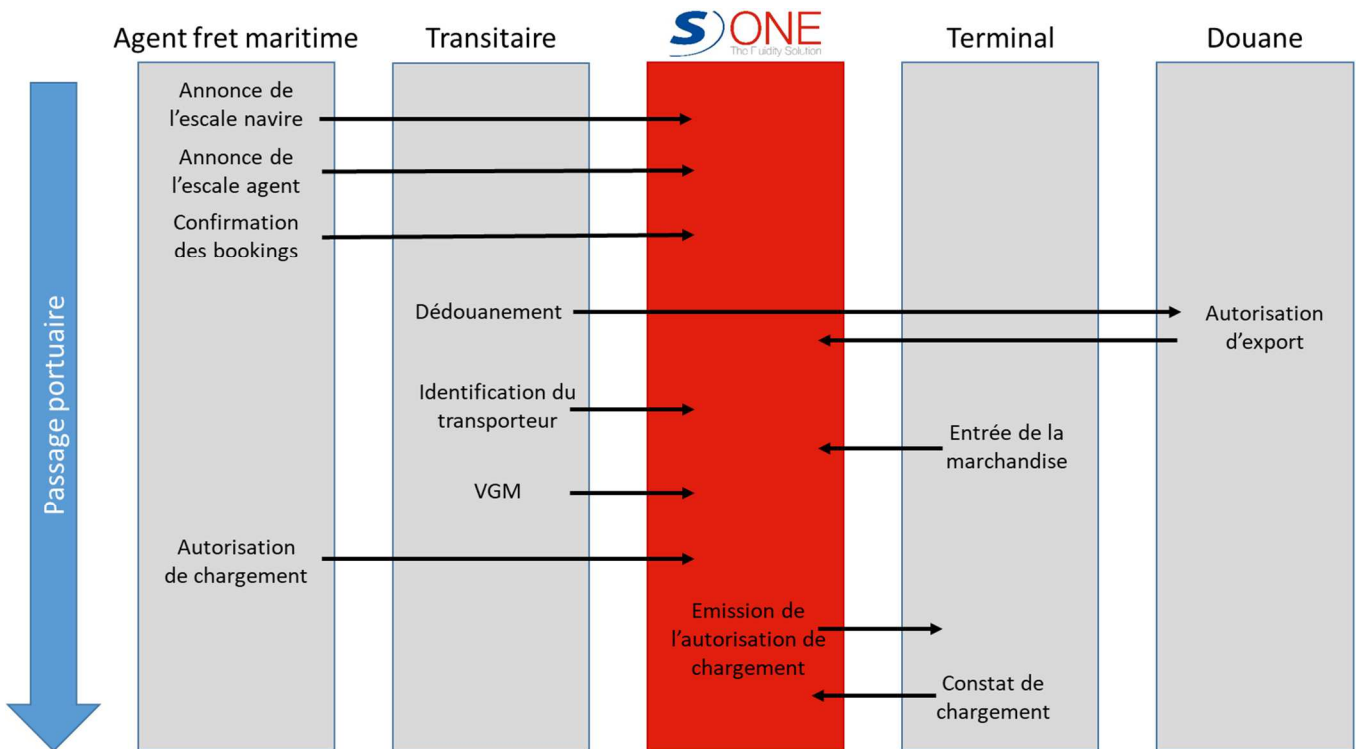 S) ONE
The Fluidity Solution
Agent fret maritime
Transitaire
Terminal
Douane
Passage portuaire
Annonce de
l'escale navire
Annonce de
l'escale agent
Confirmation
des bookings
Dédouanement
Autorisation
d'export
Identification du
transporteur
Entrée de la
marchandise
VGM
Autorisation
de chargement
Emission de
l'autorisation de
chargement
Constat de
chargement